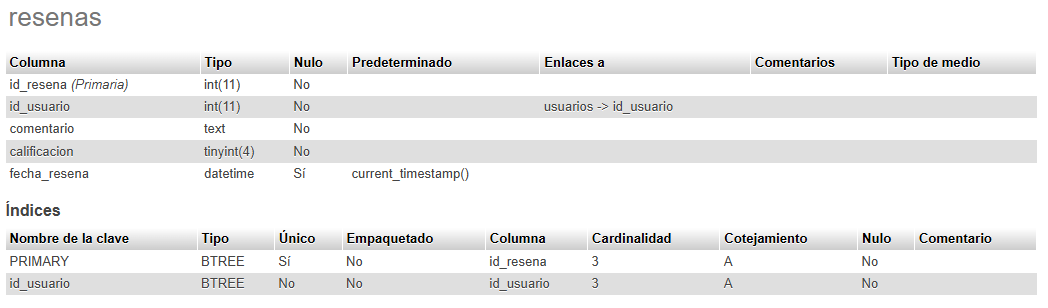 resenas
Columna Tipo Nulo Predeterminado Enlaces a Comentarios Tipo de medio
id_resena (Primaria) int(11) No
id_usuario int(11) No usuarios -> id_usuario
comentario text No
calificacion tinyint(4) No
fecha_resena datetime Sí current_timestamp()
Índices
Nombre de la clave Tipo Único Empaquetado Columna Cardinalidad Cotejamiento Nulo Comentario
PRIMARY BTREE Sí No id_resena 3 A No
id_usuario BTREE No No id_usuario 3 A No